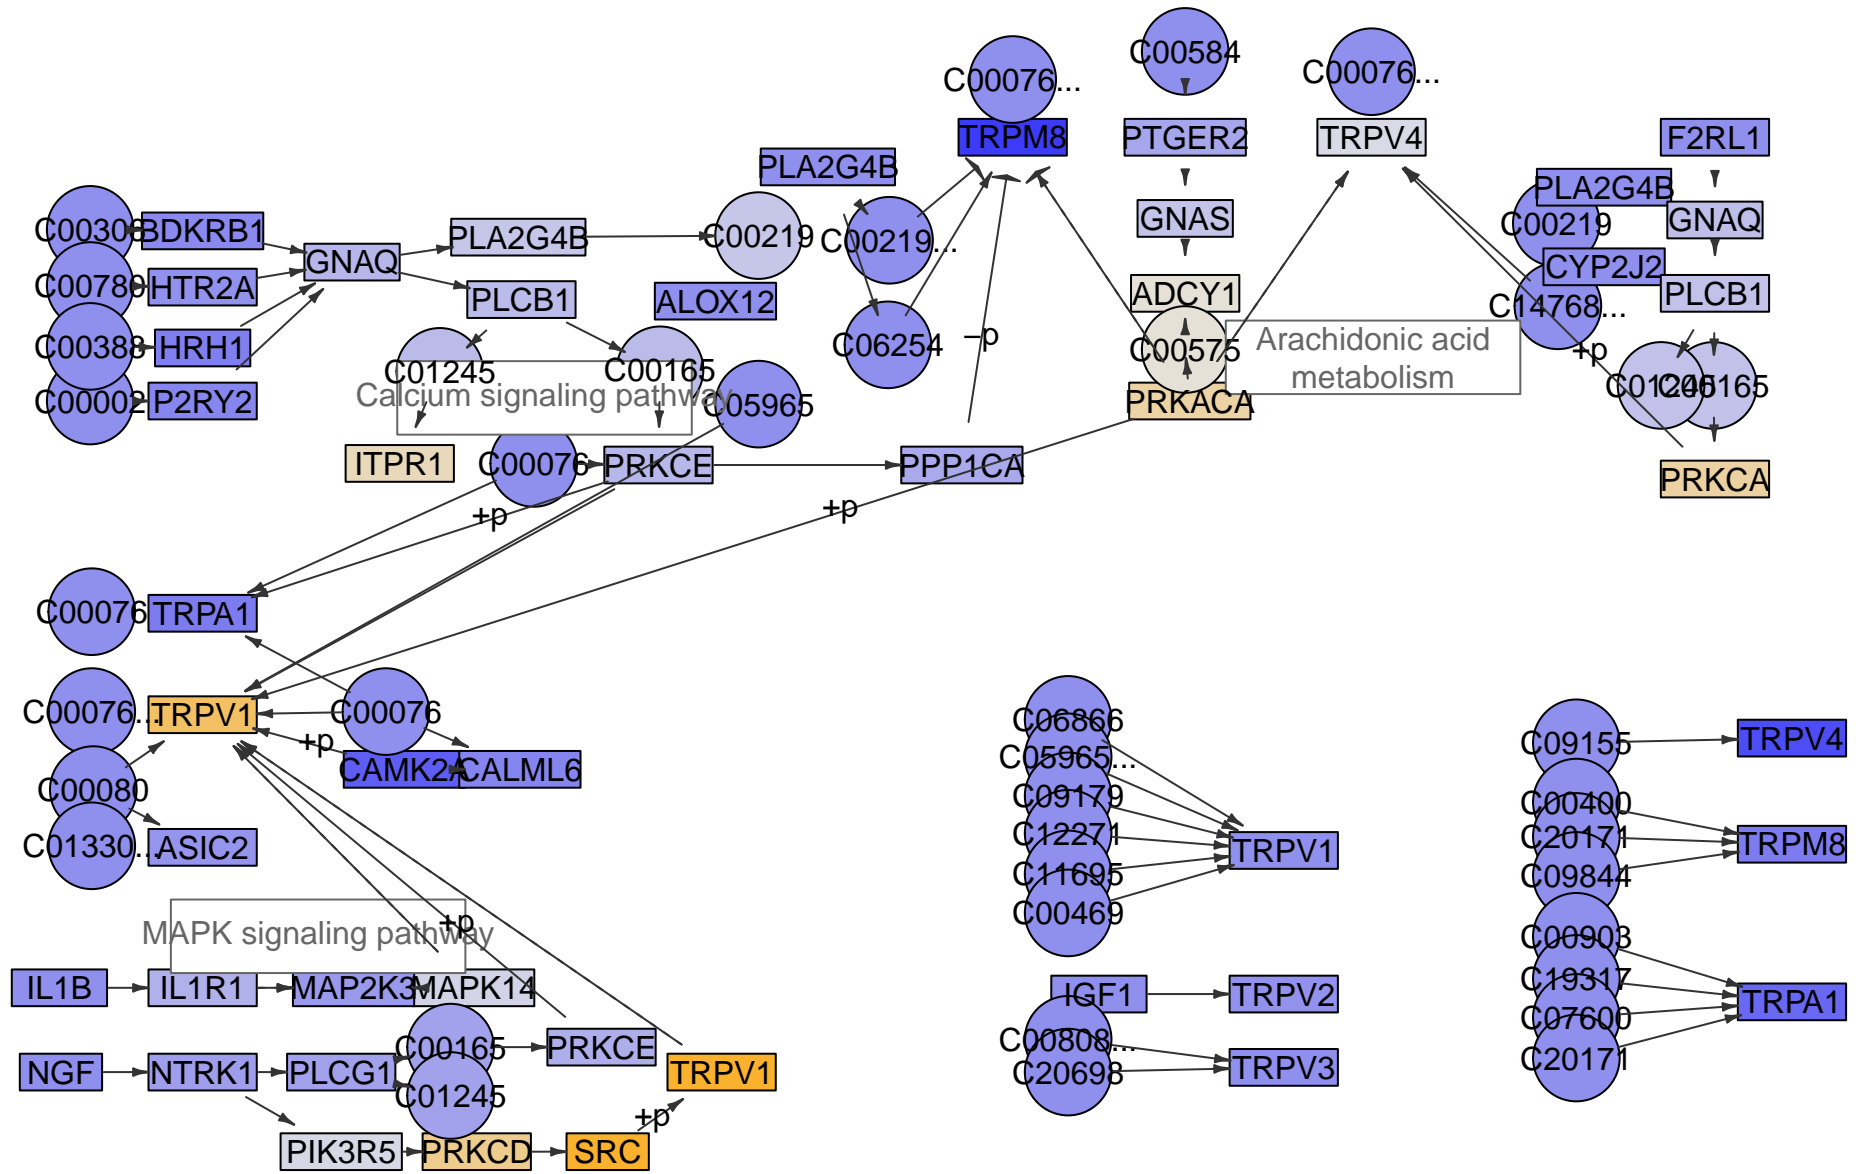 C00584
C00076...
C00076...
TRPM8
PTGER2
TRPV4
F2RL1
PLA2G4B
PLA2G4B
BDKRB1
PLA2G4B
C00219
C00219...
GNAS
C00219
GNAQ
GNAQ
CYP2J2
C00780
HTR2A
PLCB1
ALOX12
ADCY1
C14768...
PLCB1
C00388
HRH1
C06254
–p
C00575
Arachidonic acid
metabolism
+p
C01245
C00165
Calcium signaling pathway
C00002
P2RY2
C05965
PRKACA
C01245
C00165
ITPR1
C00076
PRKCE
PPP1CA
PRKCA
+p
+p
C00076
TRPA1
C00076...
TRPV1
C00076
C06866
+p
C05965...
C09155
TRPV4
C00080
CAMK2A
CALML6
C09179
C00400
C01330...
ASIC2
C12271
TRPV1
C20171
TRPM8
C11695
C09844
C00469
+p
MAPK signaling pathway
C00903
IL1B
IL1R1
MAP2K3
MAPK14
IGF1
TRPV2
C19317
TRPA1
C07600
C00165
PRKCE
C00808...
C20171
NGF
NTRK1
PLCG1
TRPV1
C20698
TRPV3
C01245
+p
PIK3R5
PRKCD
SRC